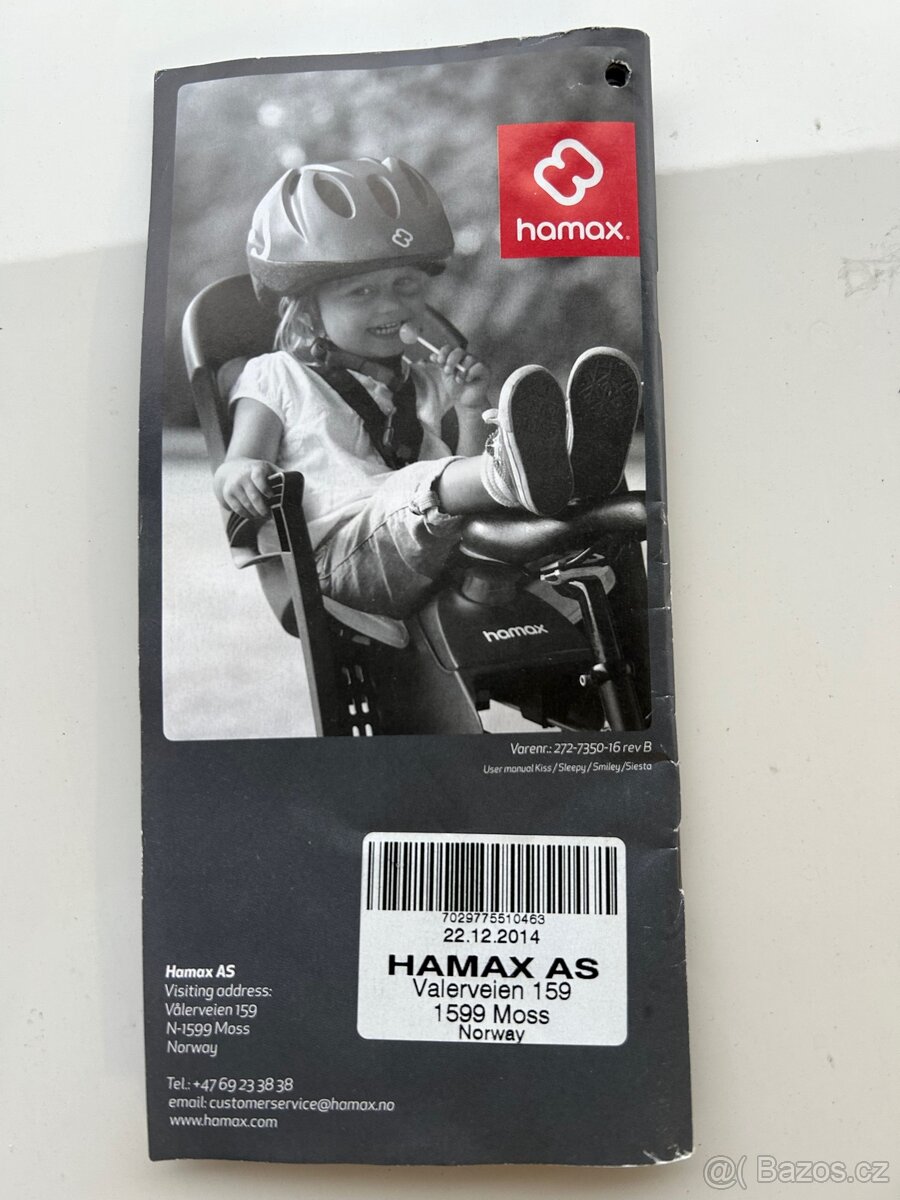 hamax
hamax
Varenr.: 272-7350-16 rev B
User manual Kiss / Sleepy / Smiley /Siesta
7029775510463
22.12.2014
HAMAX AS
Valerveien 159
1599 Moss
Norway
Hamax AS
Visiting address:
Vålerveien 159
N-1599 Moss
Norway
Tel.: +47 69 23 38 38
email: customerservice@hamax.no
www.hamax.com
@( Bazos.cz